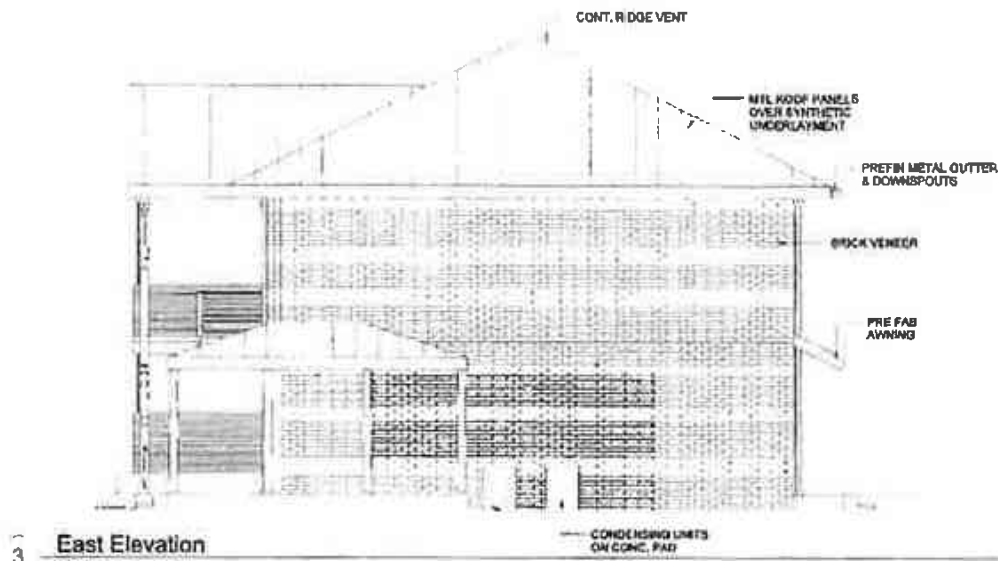 CONT. RIDGE VENT
MTL ROOF PANELS
OVER SYNTHETIC
UNDERLAYMENT
PREFIN METAL GUTTER
& DOWNSPOUTS
BRICK VENEER
PRE FAB
AWNING
CONDENSING UNITS
ON CONC. PAD
3
East Elevation